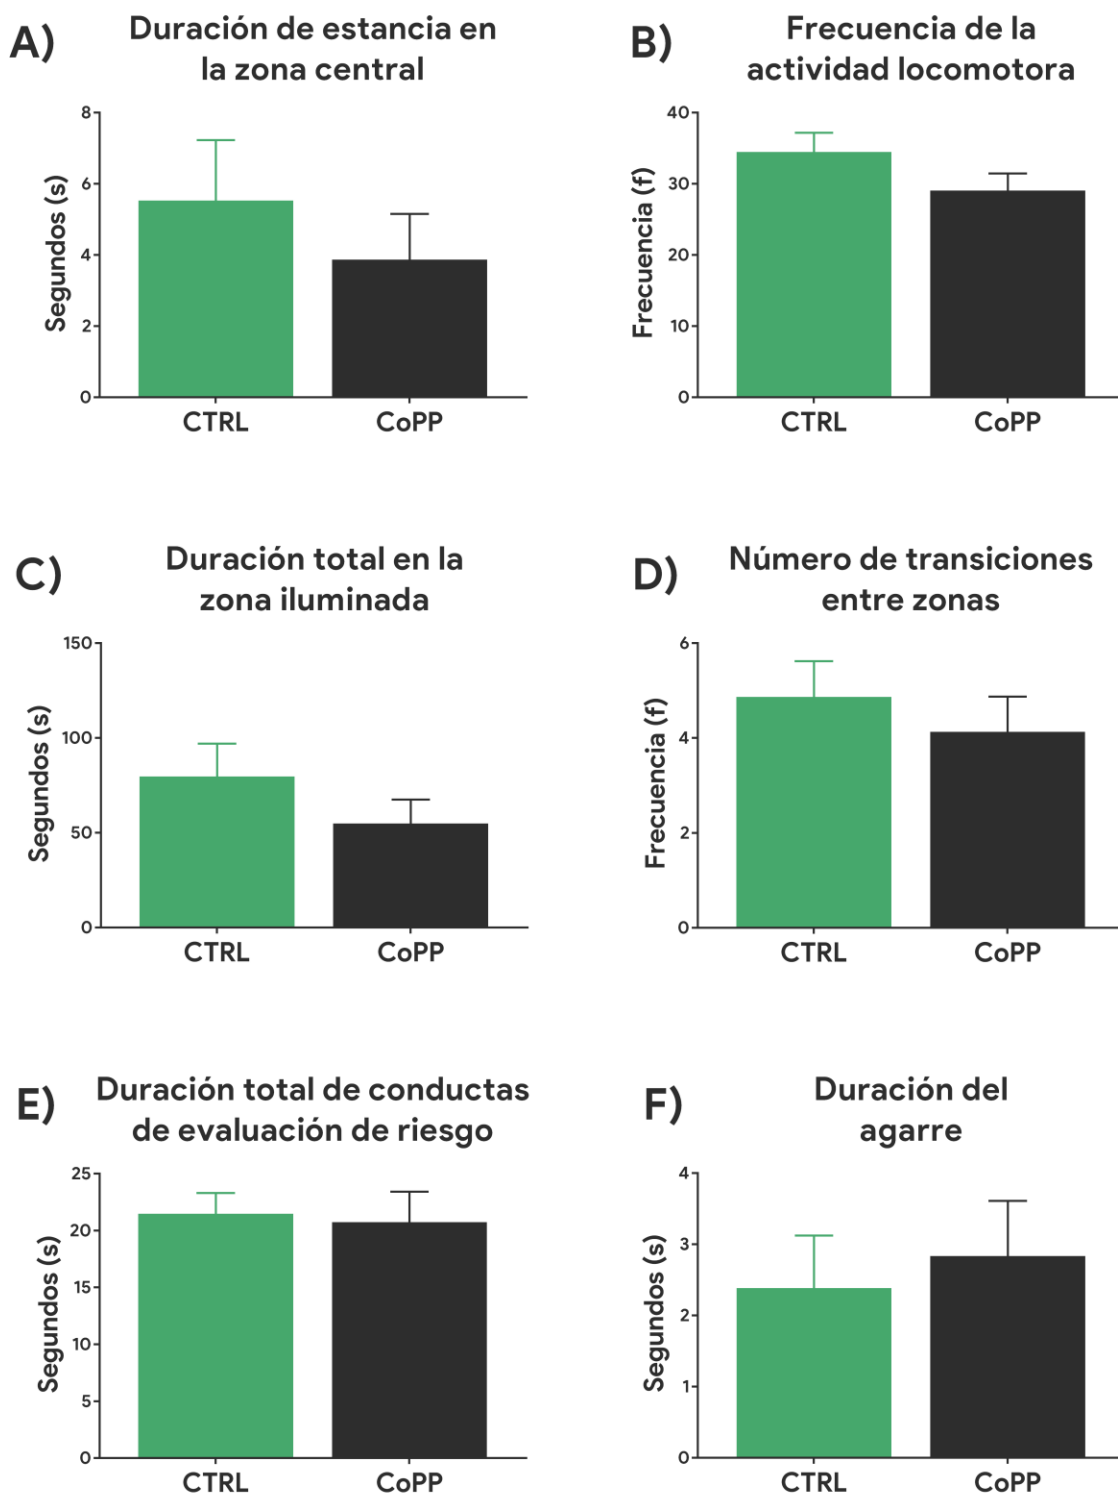 A)
Duración de estancia en
la zona central
Segundos (s)
8
6
4
2
0
CTRL
CoPP
B)
Frecuencia de la
actividad locomotora
Frecuencia (f)
40
30
20
10
0
CTRL
CoPP
C)
Duración total en la
zona iluminada
Segundos (s)
150
100
50
0
CTRL
CoPP
D)
Número de transiciones
entre zonas
Frecuencia (f)
6
4
2
0
CTRL
CoPP
E)
Duración total de conductas
de evaluación de riesgo
Segundos (s)
25
20
15
10
5
0
CTRL
CoPP
F)
Duración del
agarre
Segundos (s)
4
3
2
1
0
CTRL
CoPP